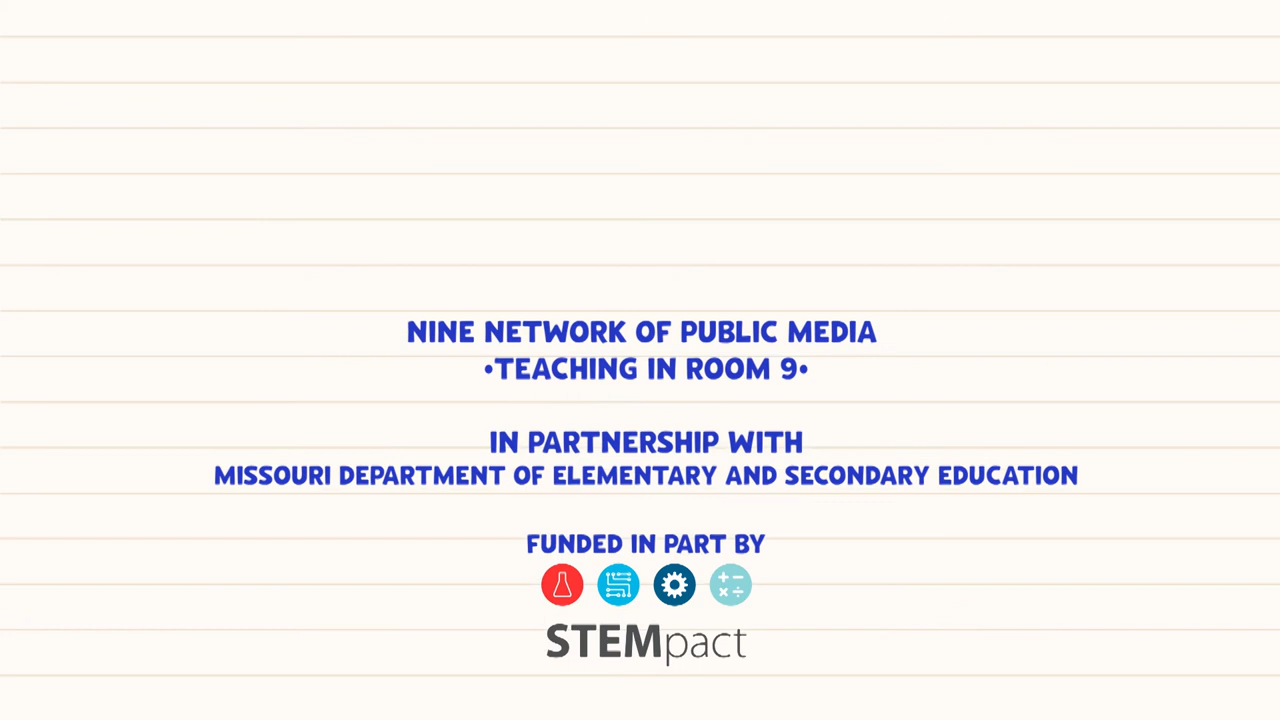 NINE NETWORK OF PUBLIC MEDIA
•TEACHING IN ROOM 9•
IN PARTNERSHIP WITH
MISSOURI DEPARTMENT OF ELEMENTARY AND SECONDARY EDUCATION
FUNDED IN PART BY
STEMpact